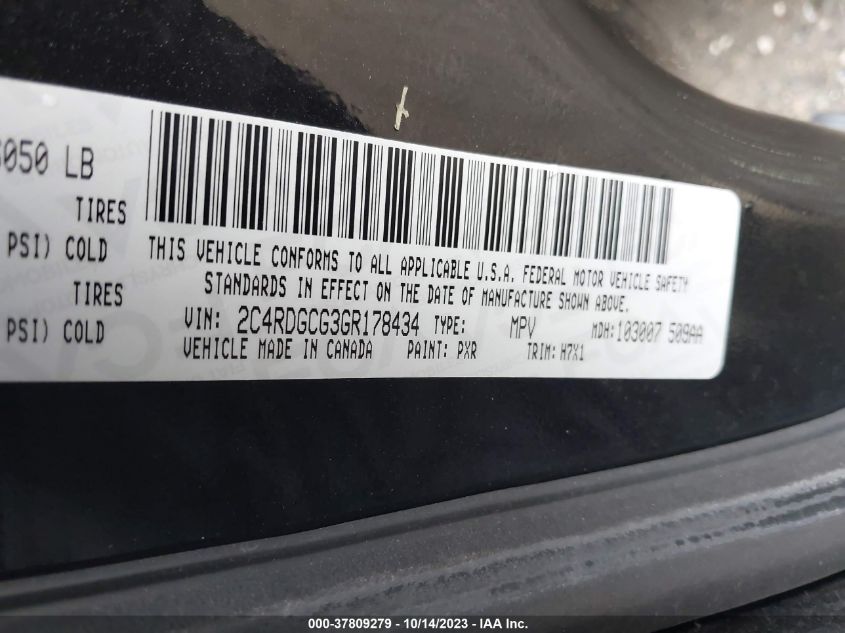 050 LB
TIRES
PSI) COLD
TIRES
PSI) COLD
THIS VEHICLE CONFORMS TO ALL APPLICABLE U.S.A. FEDERAL MOTOR VEHICLE SAFETY
STANDARDS IN EFFECT ON THE DATE OF MANUFACTURE SHOWN ABOVE.
VIN: 2C4RDGCG3GR178434 TYPE: MPV MDH:103007 509AA
VEHICLE MADE IN CANADA PAINT: PXR TRIM: H7X1
000-37809279 - 10/14/2023 - IAA Inc.